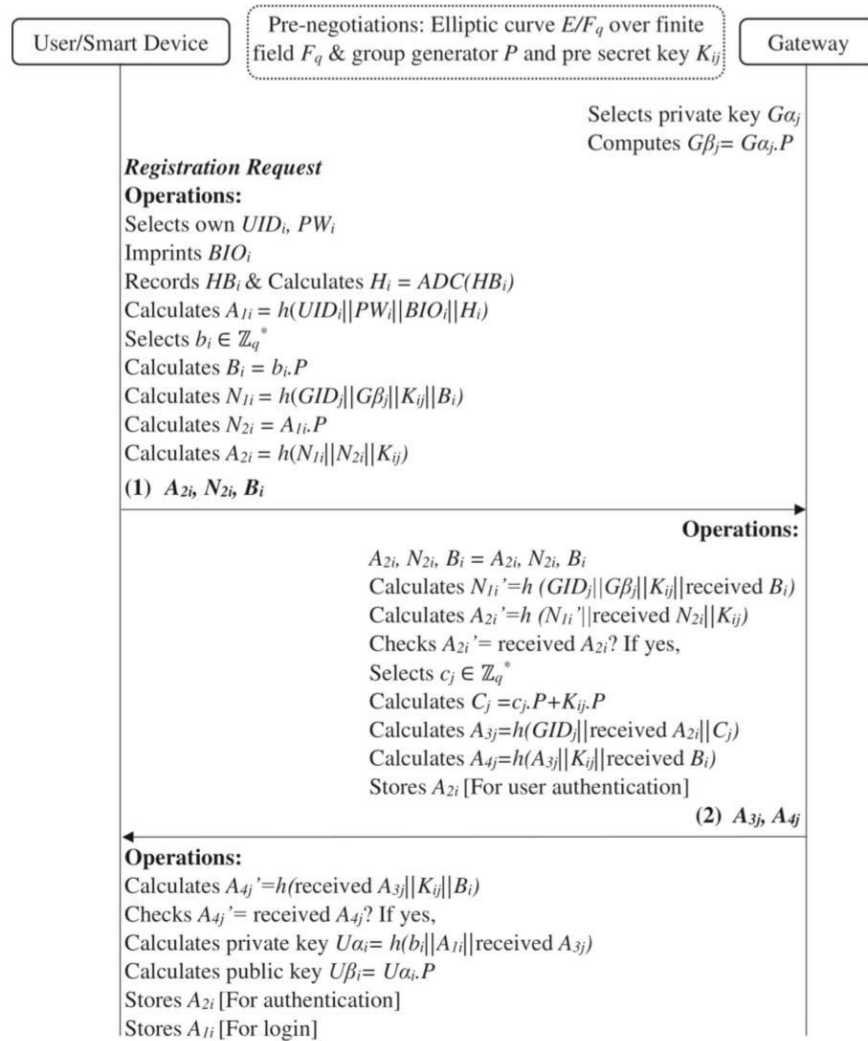 User/Smart Device
Pre-negotiations: Elliptic curve E/F_q over finite
field F_q & group generator P and pre secret key K_ij
Gateway
Selects private key Gα_j
Computes Gβ_j= Gα_j.P
Registration Request
Operations:
Selects own UID_i, PW_i
Imprints BIO_i
Records HB_i & Calculates H_i = ADC(HB_i)
Calculates A_1i = h(UID_i||PW_i||BIO_i||H_i)
Selects b_i ∈ ℤ_q^*
Calculates B_i = b_i.P
Calculates N_1i = h(GID_j||Gβ_j||K_ij||B_i)
Calculates N_2i = A_1i.P
Calculates A_2i = h(N_1i||N_2i||K_ij)
(1) A_2i, N_2i, B_i
Operations:
A_2i, N_2i, B_i = A_2i, N_2i, B_i
Calculates N_1i'=h (GID_j||Gβ_j||K_ij||received B_i)
Calculates A_2i'=h (N_1i'||received N_2i||K_ij)
Checks A_2i'= received A_2i? If yes,
Selects c_j ∈ ℤ_q^*
Calculates C_j =c_j.P+K_ij.P
Calculates A_3j=h(GID_j||received A_2i||C_j)
Calculates A_4j=h(A_3j||K_ij||received B_i)
Stores A_2i [For user authentication]
(2) A_3j, A_4j
Operations:
Calculates A_4j'=h(received A_3j||K_ij||B_i)
Checks A_4j'= received A_4j? If yes,
Calculates private key Uα_i= h(b_i||A_1i||received A_3j)
Calculates public key Uβ_i= Uα_i.P
Stores A_2i [For authentication]
Stores A_1i [For login]